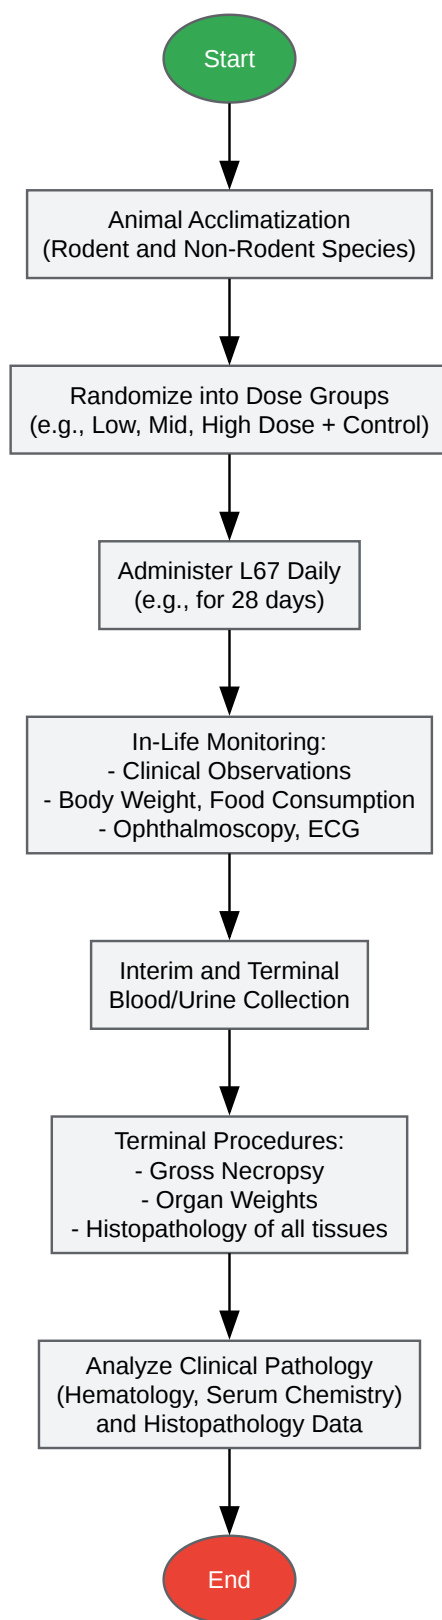 Start
Animal Acclimatization
(Rodent and Non-Rodent Species)
Randomize into Dose Groups
(e.g., Low, Mid, High Dose + Control)
Administer L67 Daily
(e.g., for 28 days)
In-Life Monitoring:
- Clinical Observations
- Body Weight, Food Consumption
- Ophthalmoscopy, ECG
Interim and Terminal
Blood/Urine Collection
Terminal Procedures:
- Gross Necropsy
- Organ Weights
- Histopathology of all tissues
Analyze Clinical Pathology
(Hematology, Serum Chemistry)
and Histopathology Data
End